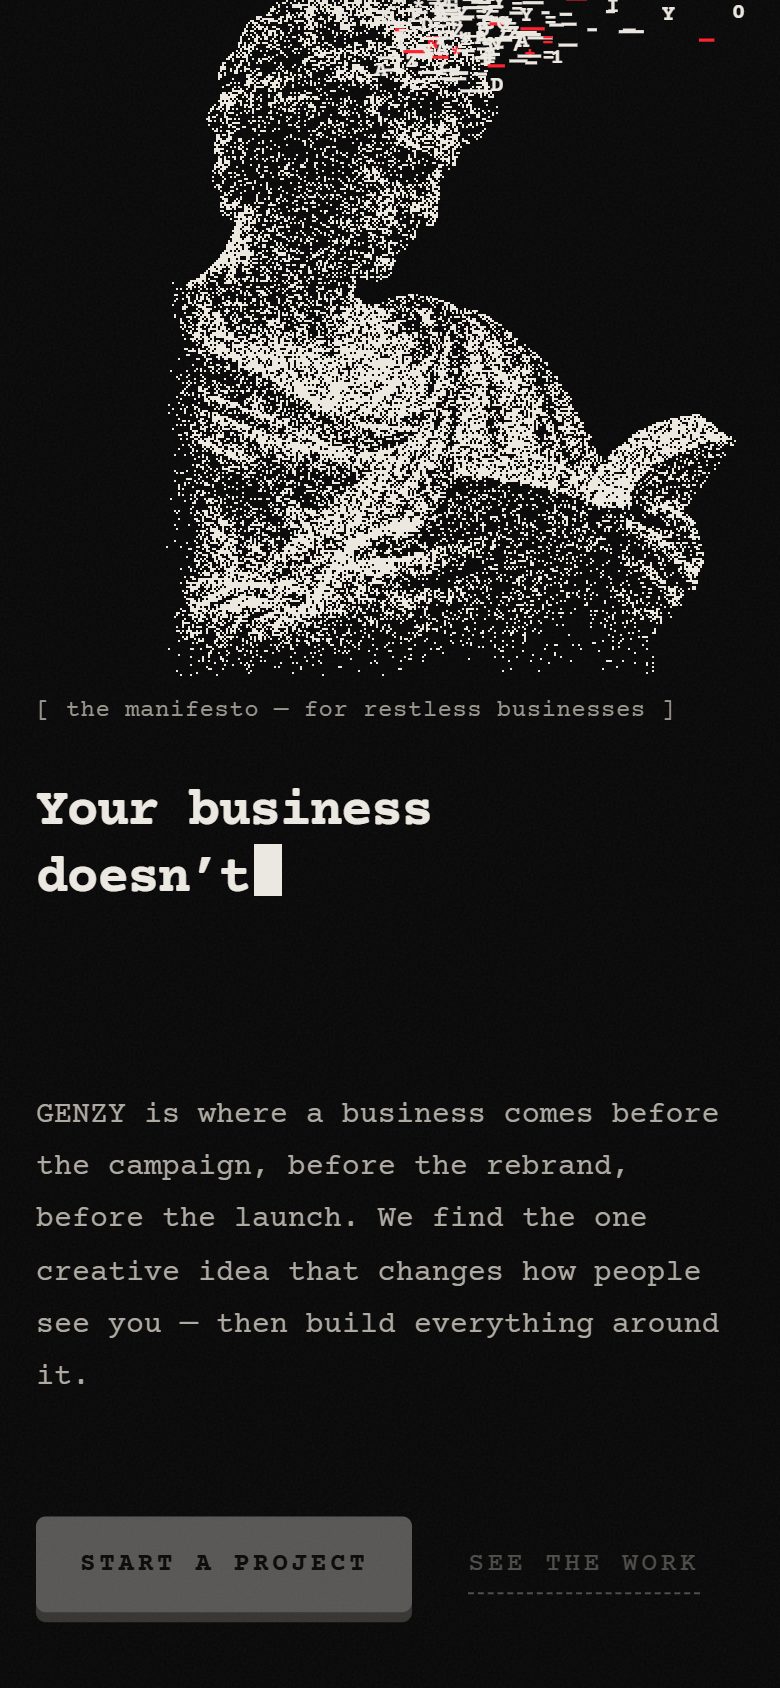 I Y O
Y
A
1
D
[ the manifesto — for restless businesses ]
Your business
doesn’t
GENZY is where a business comes before
the campaign, before the rebrand,
before the launch. We find the one
creative idea that changes how people
see you — then build everything around
it.
START A PROJECT
SEE THE WORK